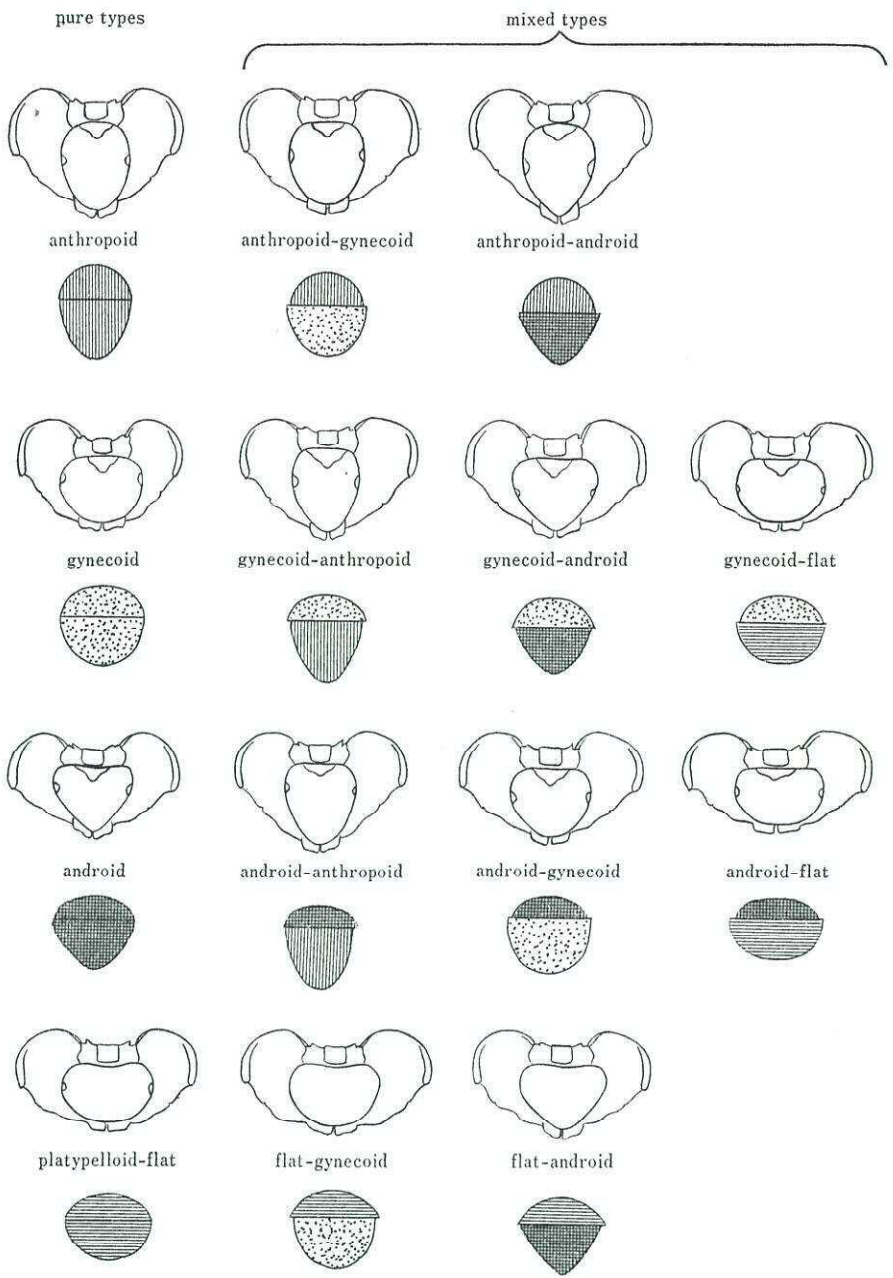 pure types
mixed types
anthropoid
anthropoid-gynecoid
anthropoid-android
gynecoid
gynecoid-anthropoid
gynecoid-android
gynecoid-flat
android
android-anthropoid
android-gynecoid
android-flat
platypelloid-flat
flat-gynecoid
flat-android